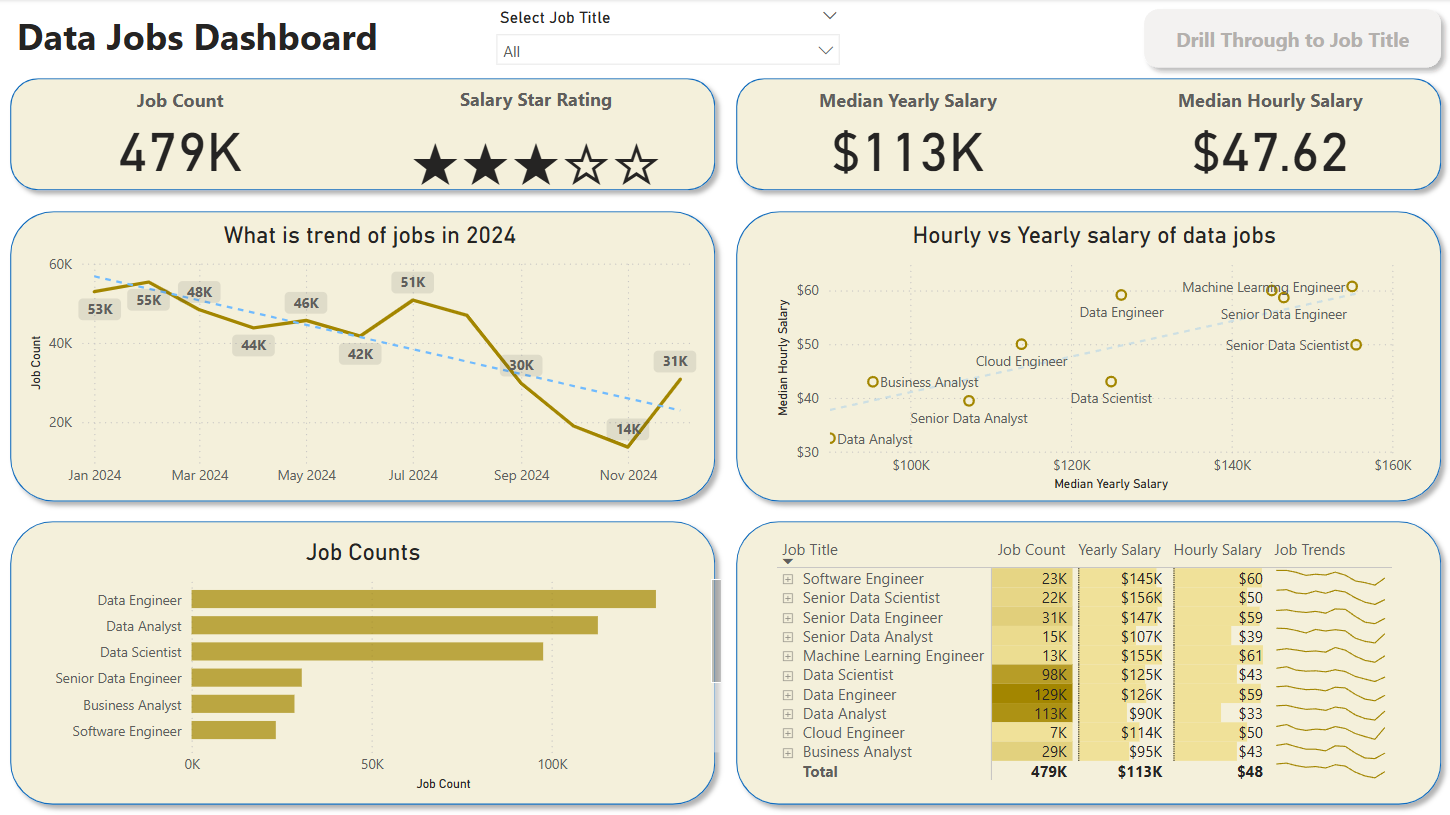 Data Jobs Dashboard
Select Job Title
All
Drill Through to Job Title
Job Count
479K
Salary Star Rating
Median Yearly Salary
$113K
Median Hourly Salary
$47.62
What is trend of jobs in 2024
Job Count
60K
40K
20K
53K
55K
48K
44K
46K
42K
51K
30K
14K
31K
Jan 2024 Mar 2024 May 2024 Jul 2024 Sep 2024 Nov 2024
Hourly vs Yearly salary of data jobs
Median Hourly Salary
$60
$50
$40
$30
Machine Learning Engineer
Data Engineer
Senior Data Engineer
Senior Data Scientist
Cloud Engineer
Business Analyst
Data Scientist
Senior Data Analyst
Data Analyst
$100K $120K $140K $160K
Median Yearly Salary
Job Counts
Data Engineer
Data Analyst
Data Scientist
Senior Data Engineer
Business Analyst
Software Engineer
0K 50K 100K
Job Count
Job Title Job Count Yearly Salary Hourly Salary Job Trends
Software Engineer 23K $145K $60
Senior Data Scientist 22K $156K $50
Senior Data Engineer 31K $147K $59
Senior Data Analyst 15K $107K $39
Machine Learning Engineer 13K $155K $61
Data Scientist 98K $125K $43
Data Engineer 129K $126K $59
Data Analyst 113K $90K $33
Cloud Engineer 7K $114K $50
Business Analyst 29K $95K $43
Total 479K $113K $48